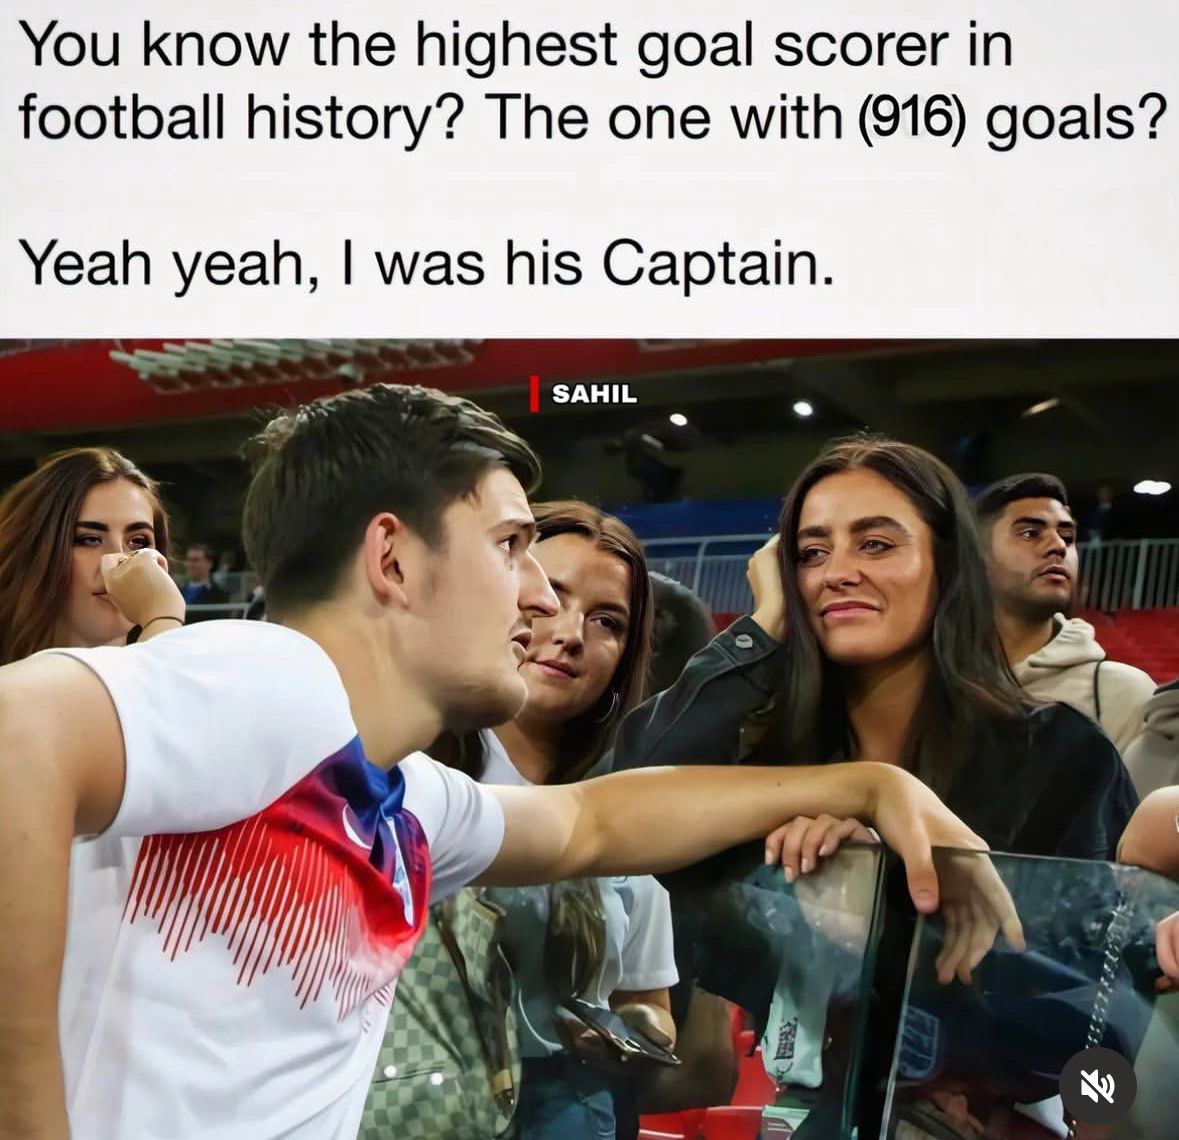 You know the highest goal scorer in
football history? The one with (916) goals?
Yeah yeah, I was his Captain.
SAHIL